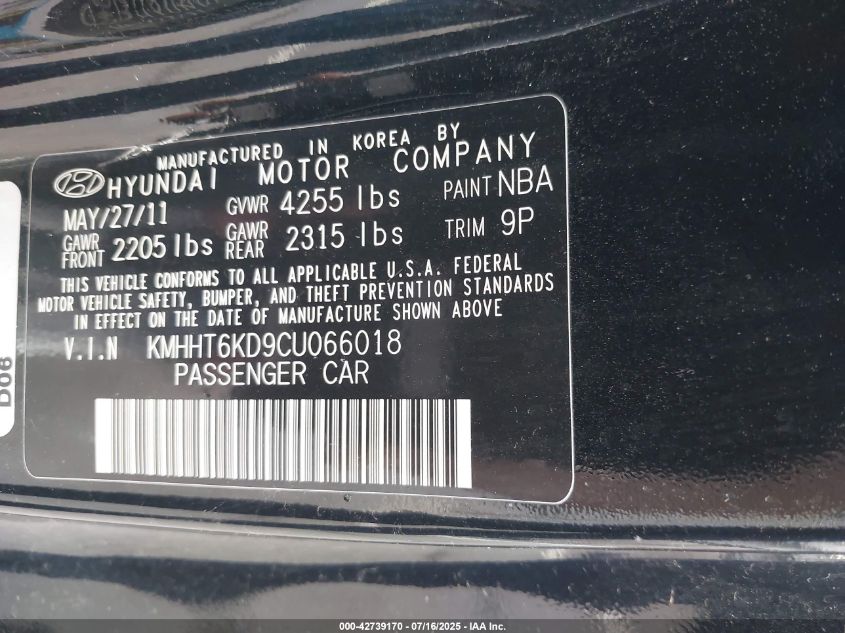 MANUFACTURED IN KOREA BY
HYUNDAI MOTOR COMPANY
MAY/27/11 GVWR 4255 lbs PAINT NBA
GAWR FRONT 2205 lbs GAWR REAR 2315 lbs TRIM 9P
THIS VEHICLE CONFORMS TO ALL APPLICABLE U.S.A. FEDERAL
MOTOR VEHICLE SAFETY, BUMPER, AND THEFT PREVENTION STANDARDS
IN EFFECT ON THE DATE OF MANUFACTURE SHOWN ABOVE
V.I.N KMHHT6KD9CU066018
PASSENGER CAR
D06
000-42739170 - 07/16/2025 - IAA Inc.